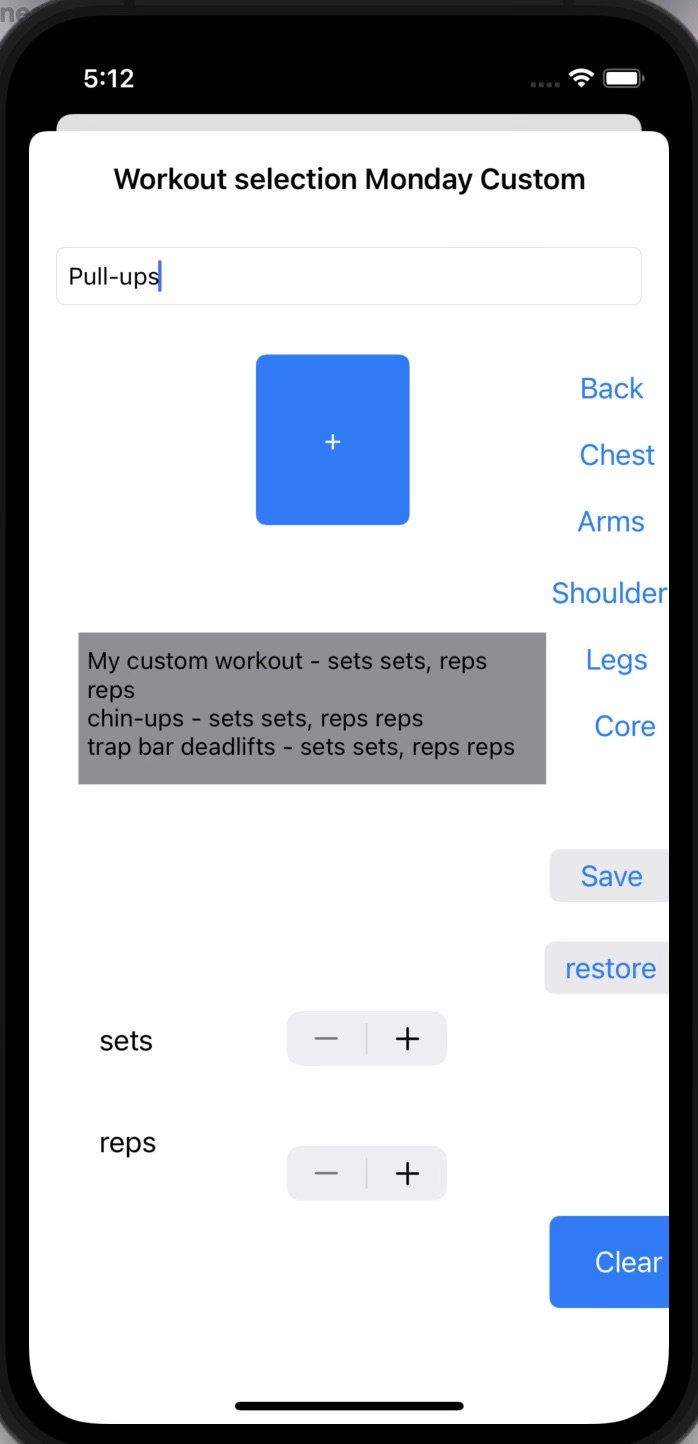 ne
5:12
Workout selection Monday Custom
Pull-ups
+
Back
Chest
Arms
Shoulder
My custom workout - sets sets, reps
reps
chin-ups - sets sets, reps reps
trap bar deadlifts - sets sets, reps reps
Legs
Core
Save
restore
sets
− +
reps
− +
Clear